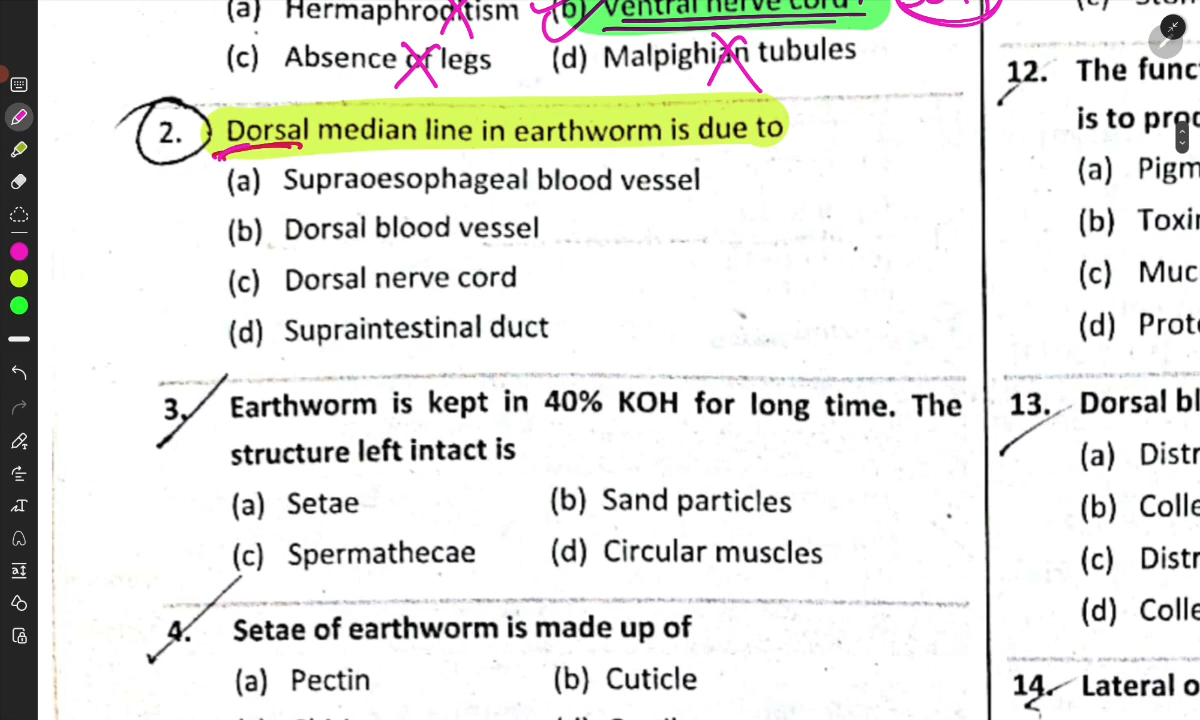 (a) Hermaphroditism (b) Ventral nerve cord
(c) Absence of legs (d) Malpighian tubules
2. Dorsal median line in earthworm is due to
(a) Supraoesophageal blood vessel
(b) Dorsal blood vessel
(c) Dorsal nerve cord
(d) Supraintestinal duct
3. Earthworm is kept in 40% KOH for long time. The
structure left intact is
(a) Setae (b) Sand particles
(c) Spermathecae (d) Circular muscles
4. Setae of earthworm is made up of
(a) Pectin (b) Cuticle
12. The func
is to pro
(a) Pigm
(b) Toxi
(c) Muc
(d) Prot
13. Dorsal bl
(a) Distr
(b) Colle
(c) Distr
(d) Colle
14. Lateral o